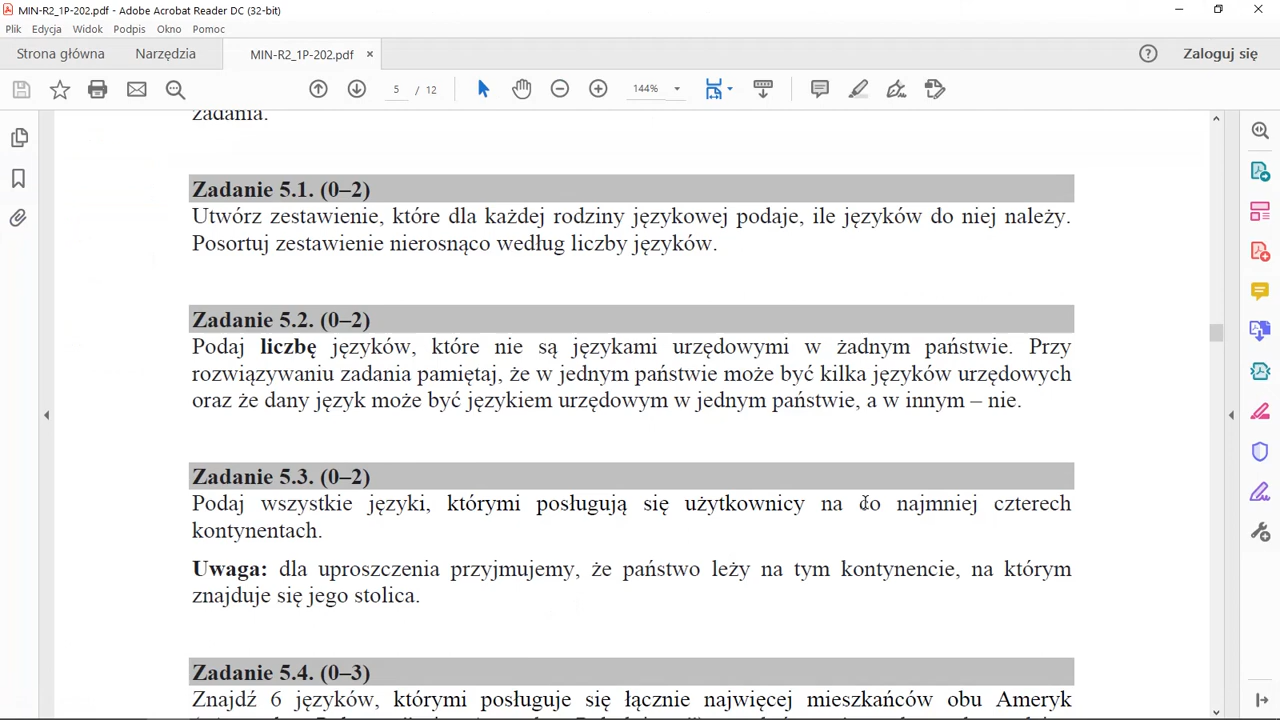 MIN-R2_1P-202.pdf - Adobe Acrobat Reader DC (32-bit)
Plik Edycja Widok Podpis Okno Pomoc
Strona główna Narzędzia MIN-R2_1P-202.pdf × Zaloguj się
5 / 12 144%
zadania.
Zadanie 5.1. (0–2)
Utwórz zestawienie, które dla każdej rodziny językowej podaje, ile języków do niej należy.
Posortuj zestawienie nierosnąco według liczby języków.
Zadanie 5.2. (0–2)
Podaj liczbę języków, które nie są językami urzędowymi w żadnym państwie. Przy
rozwiązywaniu zadania pamiętaj, że w jednym państwie może być kilka języków urzędowych
oraz że dany język może być językiem urzędowym w jednym państwie, a w innym – nie.
Zadanie 5.3. (0–2)
Podaj wszystkie języki, którymi posługują się użytkownicy na co najmniej czterech
kontynentach.
Uwaga: dla uproszczenia przyjmujemy, że państwo leży na tym kontynencie, na którym
znajduje się jego stolica.
Zadanie 5.4. (0–3)
Znajdź 6 języków, którymi posługuje się łącznie najwięcej mieszkańców obu Ameryk